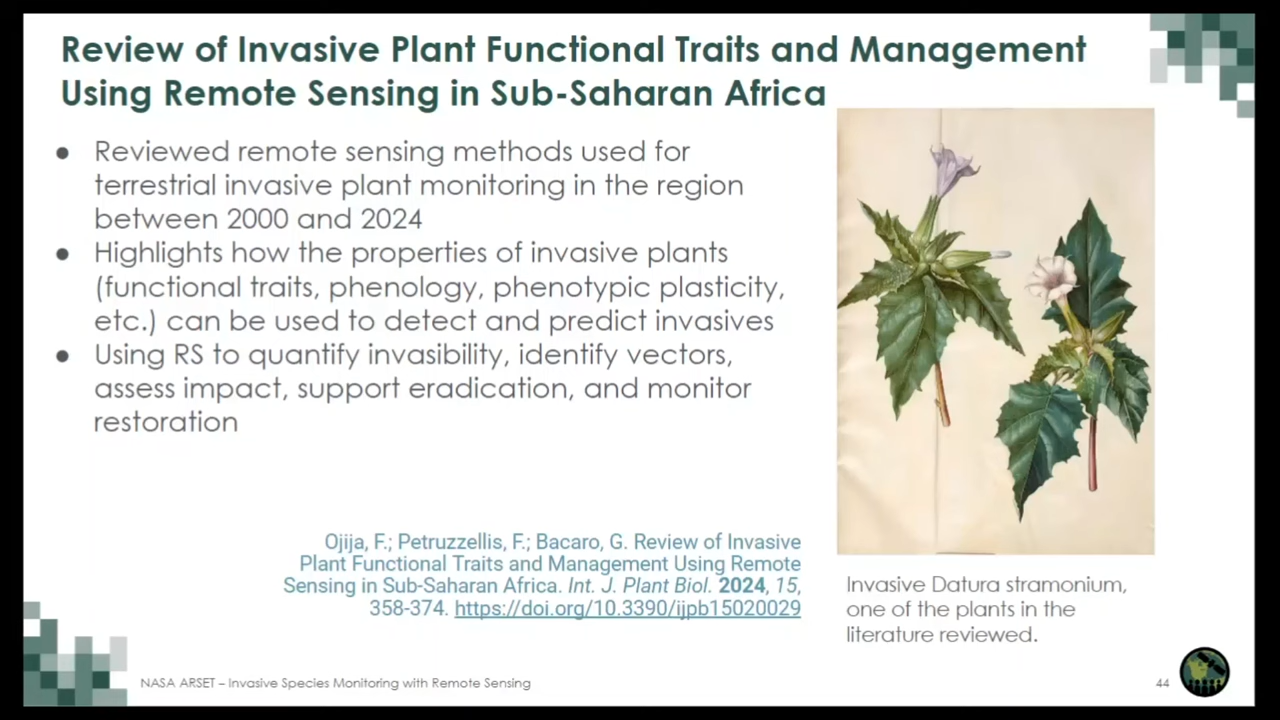 Review of Invasive Plant Functional Traits and Management
Using Remote Sensing in Sub-Saharan Africa
● Reviewed remote sensing methods used for
terrestrial invasive plant monitoring in the region
between 2000 and 2024
● Highlights how the properties of invasive plants
(functional traits, phenology, phenotypic plasticity,
etc.) can be used to detect and predict invasives
● Using RS to quantify invasibility, identify vectors,
assess impact, support eradication, and monitor
restoration
Ojija, F.; Petruzzellis, F.; Bacaro, G. Review of Invasive
Plant Functional Traits and Management Using Remote
Sensing in Sub-Saharan Africa. Int. J. Plant Biol. 2024, 15,
358-374. https://doi.org/10.3390/ijpb15020029
Invasive Datura stramonium,
one of the plants in the
literature reviewed.
NASA ARSET – Invasive Species Monitoring with Remote Sensing
44